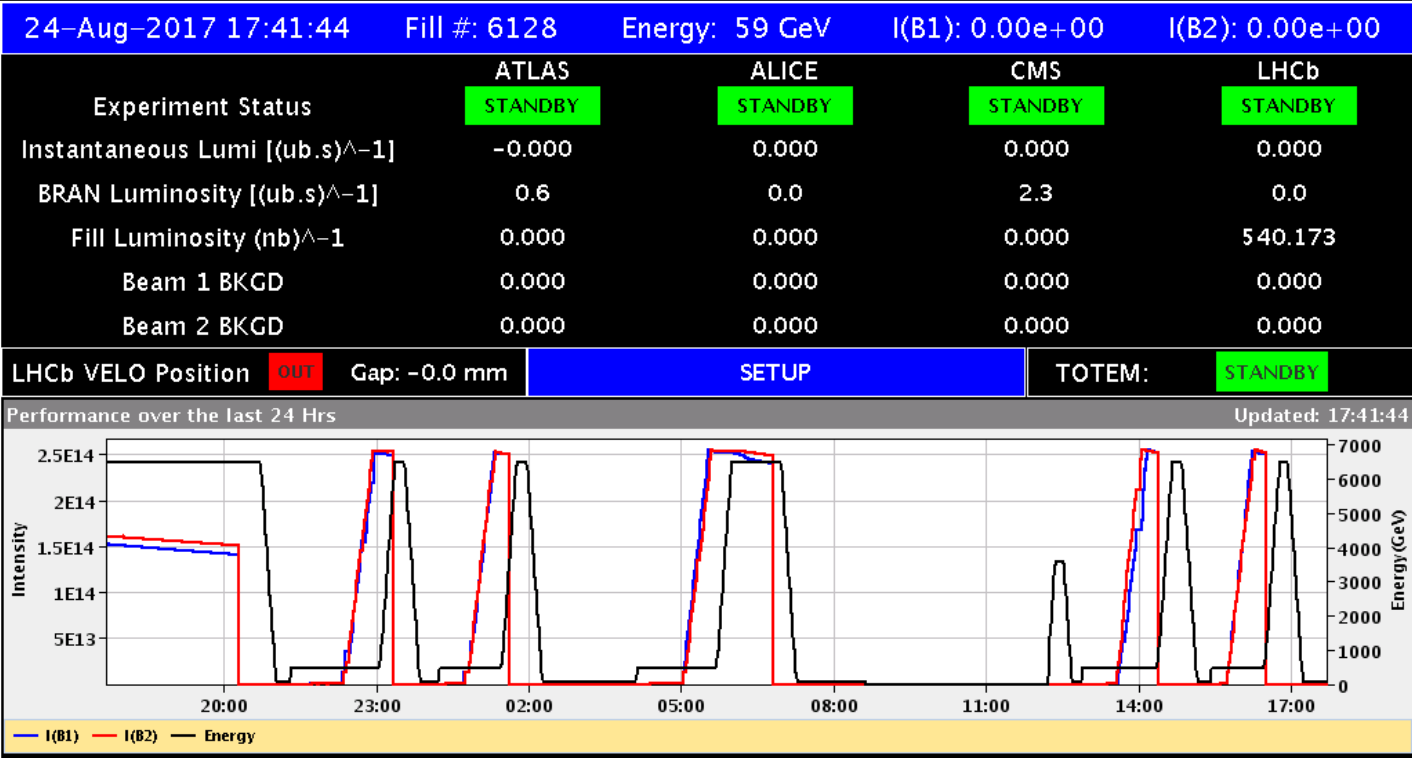 24-Aug-2017 17:41:44 Fill #: 6128 Energy: 59 GeV I(B1): 0.00e+00 I(B2): 0.00e+00
ATLAS ALICE CMS LHCb
Experiment Status STANDBY STANDBY STANDBY STANDBY
Instantaneous Lumi [(ub.s)^-1] -0.000 0.000 0.000 0.000
BRAN Luminosity [(ub.s)^-1] 0.6 0.0 2.3 0.0
Fill Luminosity (nb)^-1 0.000 0.000 0.000 540.173
Beam 1 BKGD 0.000 0.000 0.000 0.000
Beam 2 BKGD 0.000 0.000 0.000 0.000
LHCb VELO Position OUT Gap: -0.0 mm SETUP TOTEM: STANDBY
Performance over the last 24 Hrs Updated: 17:41:44
2.5E14 7000
6000
2E14
5000
1.5E14 4000
3000
1E14
2000
5E13
1000
0
Intensity
Energy (GeV)
20:00 23:00 02:00 05:00 08:00 11:00 14:00 17:00
I(B1) I(B2) Energy